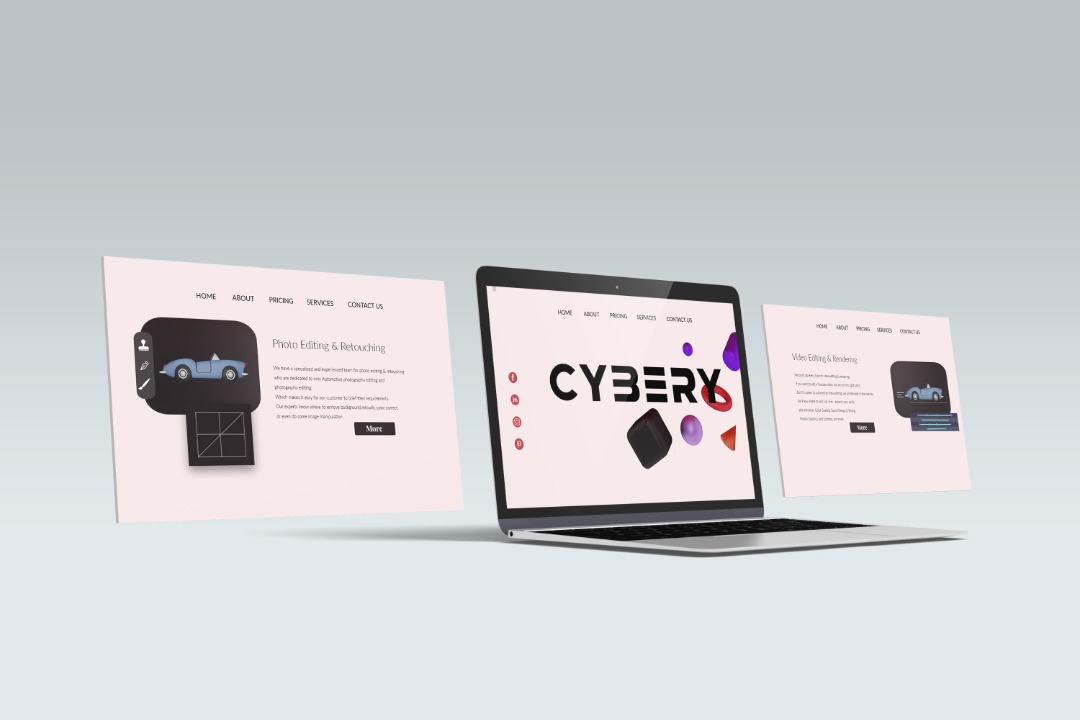 HOME ABOUT PRICING SERVICES CONTACT US
Photo Editing & Retouching
We have a specialized and experienced team for photo editing & retouching,
who are dedicated to only Automotive photography editing and
photography editing.
Which makes it easy for our customer to brief their requirements.
Our experts know where to remove background, retouch, color correct,
or even do some image manipulation.
More
HOME ABOUT PRICING SERVICES CONTACT US
CYBERY
HOME ABOUT PRICING SERVICES CONTACT US
Video Editing & Rendering
More